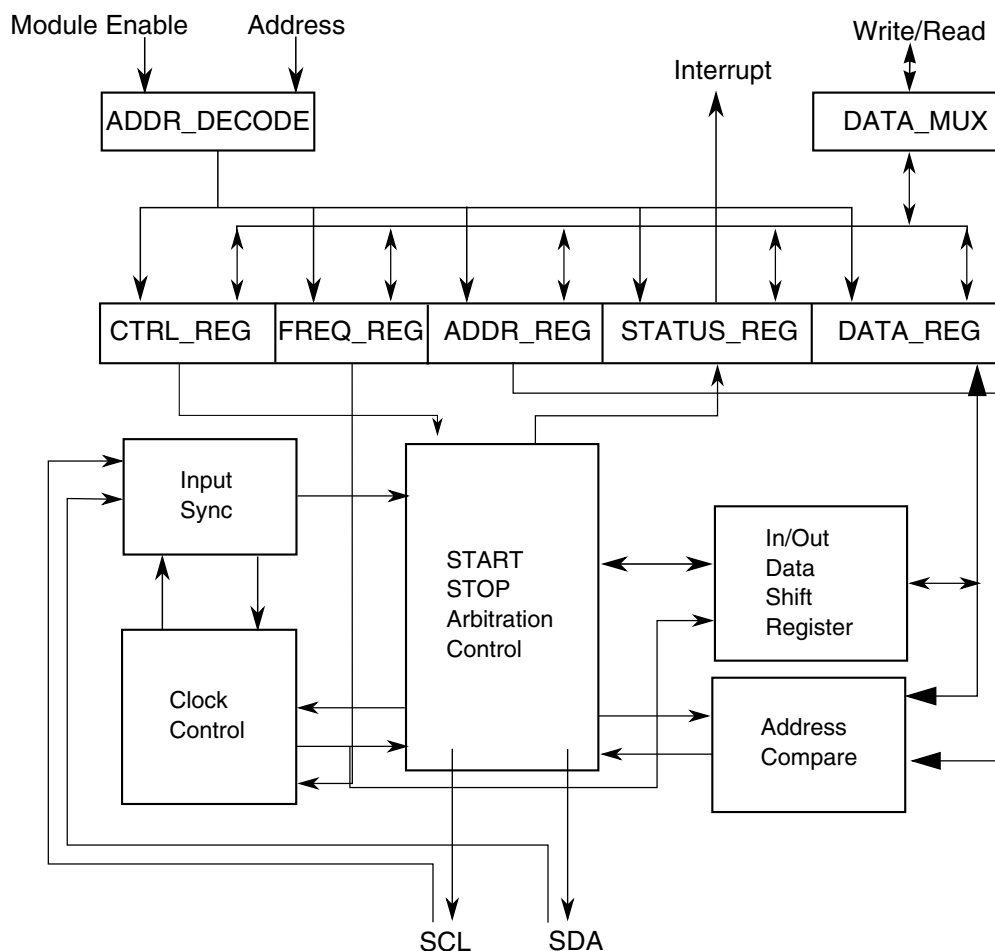 Module Enable
Address
Write/Read
Interrupt
ADDR_DECODE
DATA_MUX
CTRL_REG
FREQ_REG
ADDR_REG
STATUS_REG
DATA_REG
Input
Sync
START
STOP
Arbitration
Control
In/Out
Data
Shift
Register
Clock
Control
Address
Compare
SCL
SDA